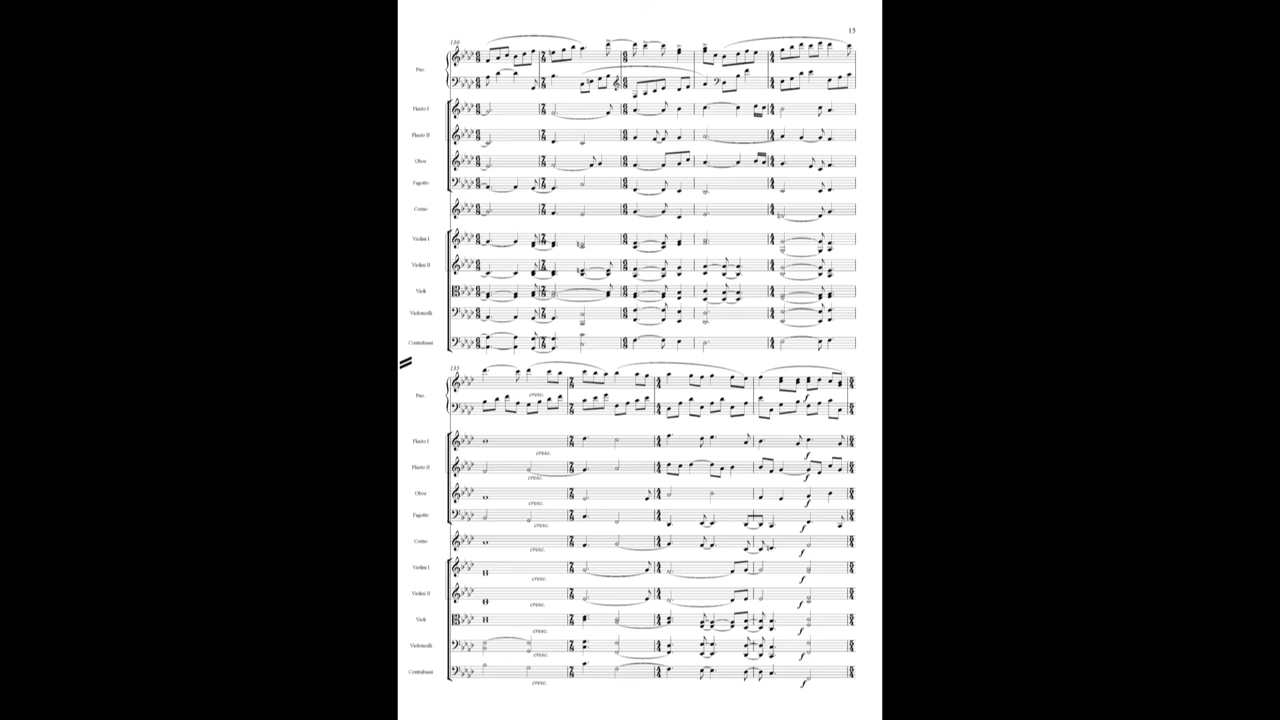 15
130
Pno.
Flauto I
Flauto II
Oboe
Fagotto
Corno
Violini I
Violini II
Violi
Violoncelli
Contrabassi
135
Pno.
cresc.
f
Flauto I
cresc.
f
Flauto II
cresc.
f
Oboe
cresc.
f
Fagotto
cresc.
f
Corno
cresc.
f
Violini I
cresc.
f
Violini II
cresc.
f
Violi
cresc.
f
Violoncelli
cresc.
f
Contrabassi
cresc.
f